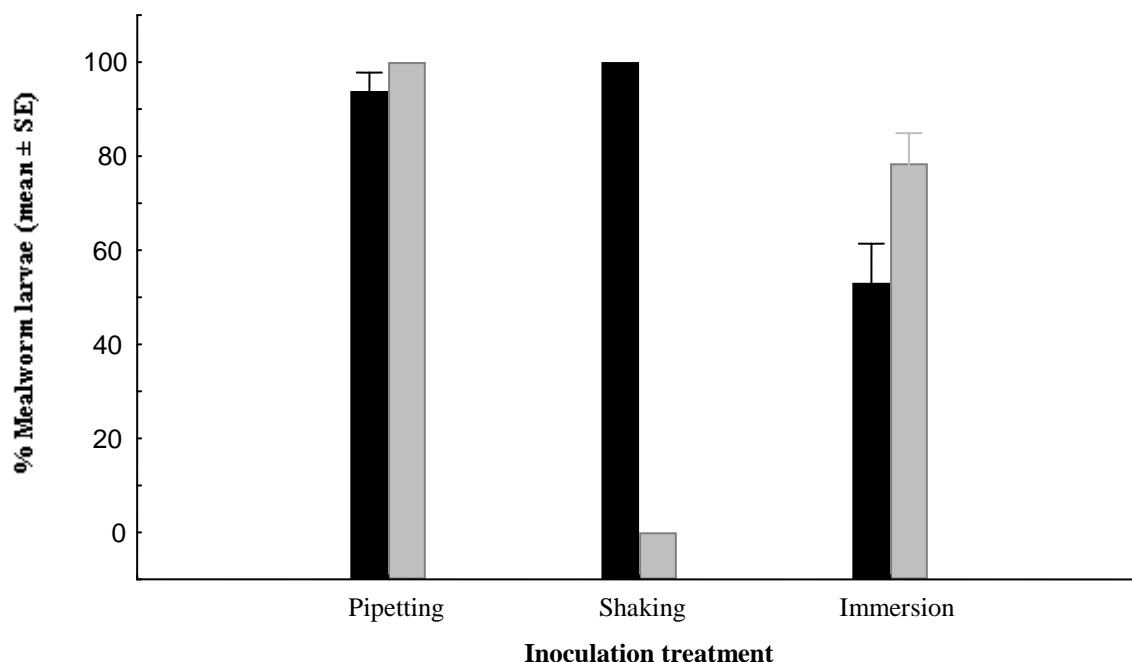 % Mealworm larvae (mean ± SE)
100
80
60
40
20
0
Pipetting Shaking Immersion
Inoculation treatment